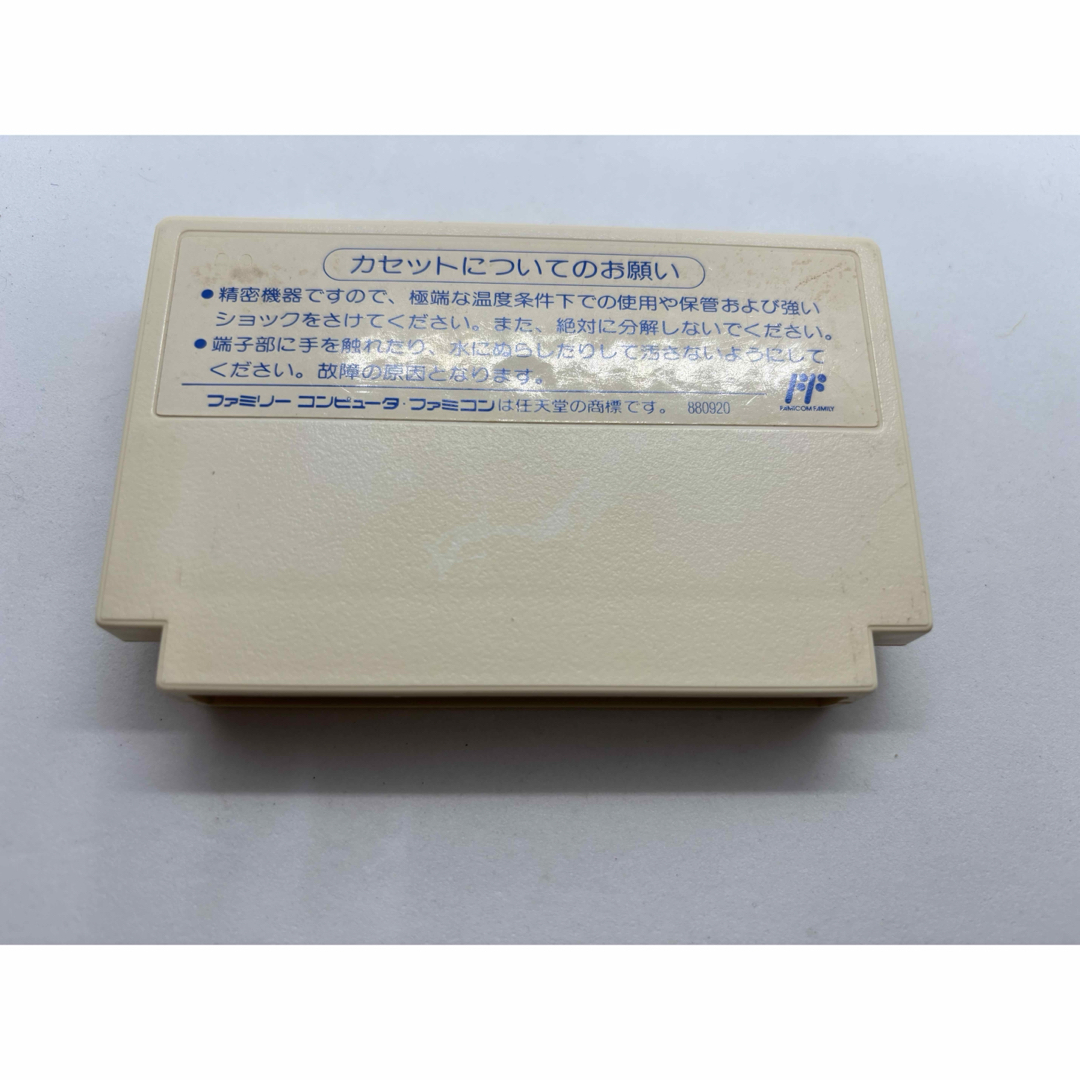 カセットについてのお願い
●精密機器ですので、極端な温度条件下での使用や保管および強い
ショックをさけてください。また、絶対に分解しないでください。
●端子部に手を触れたり、水にぬらしたりして汚さないようにして
ください。故障の原因となります。
ファミリー コンピュータ・ファミコンは任天堂の商標です。 880920
FAMICOM FAMILY